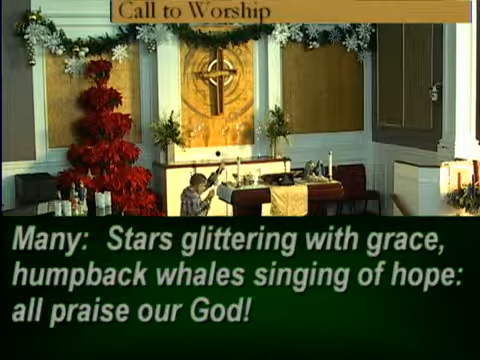 Call to Worship
Many: Stars glittering with grace,
humpback whales singing of hope:
all praise our God!